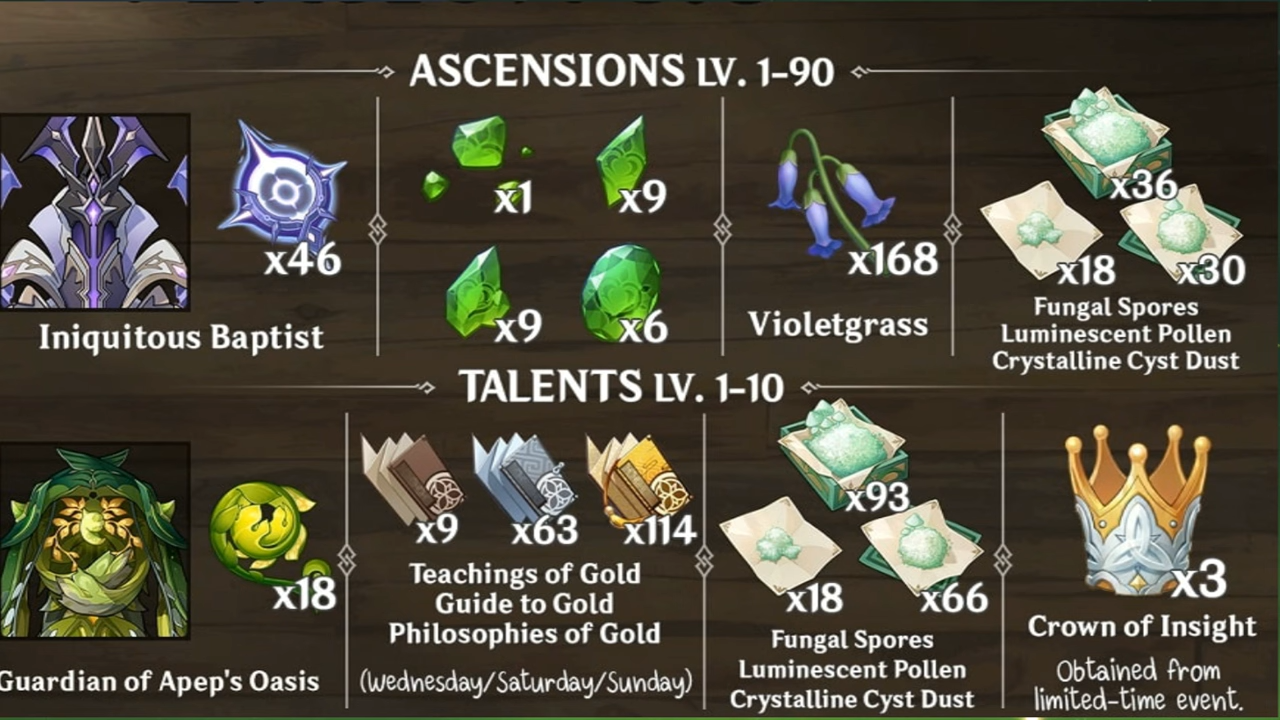 ASCENSIONS LV. 1-90
x46
x1
x9
x9
x6
x168
x36
x18
x30
Iniquitous Baptist
Violetgrass
Fungal Spores
Luminescent Pollen
Crystalline Cyst Dust
TALENTS LV. 1-10
x18
x9
x63
x114
x93
x18
x66
x3
Guardian of Apep's Oasis
Teachings of Gold
Guide to Gold
Philosophies of Gold
(Wednesday/Saturday/Sunday)
Fungal Spores
Luminescent Pollen
Crystalline Cyst Dust
Crown of Insight
Obtained from
limited-time event.